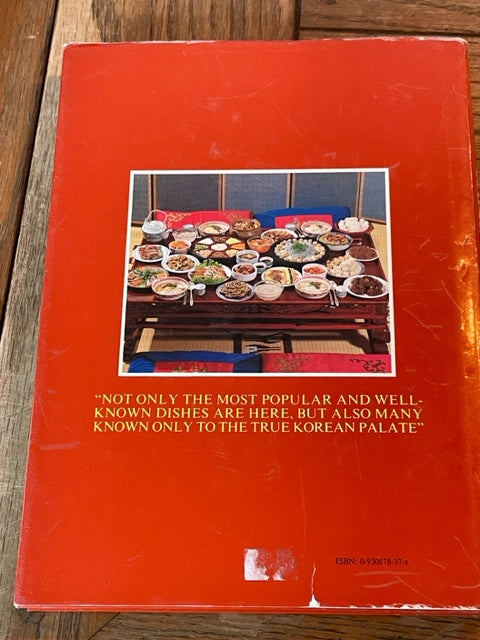 "NOT ONLY THE MOST POPULAR AND WELL-
KNOWN DISHES ARE HERE, BUT ALSO MANY
KNOWN ONLY TO THE TRUE KOREAN PALATE"
ISBN: 0-930878-37-x